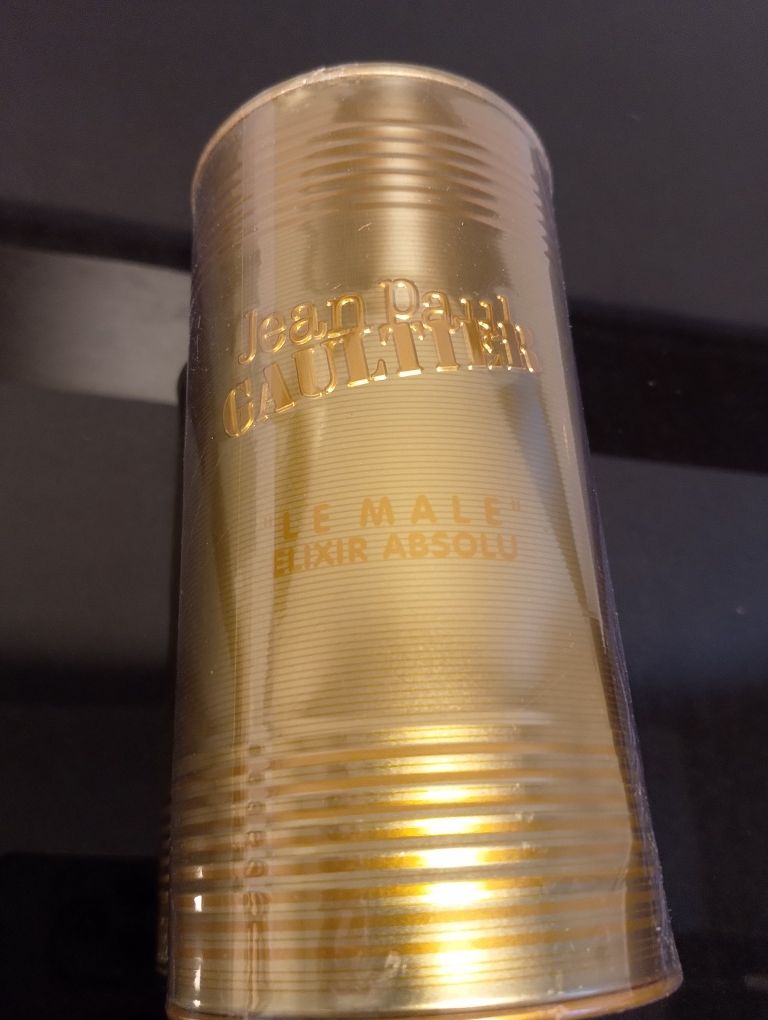 Jean Paul
GAULTIER
"LE MALE"
ELIXIR ABSOLU